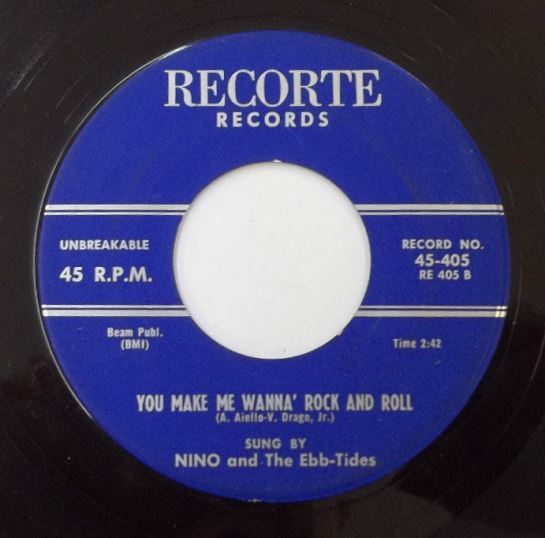 RECORTE
RECORDS
UNBREAKABLE
45 R.P.M.
RECORD NO.
45-405
RE 405 B
Beam Publ.
(BMI)
Time 2:42
YOU MAKE ME WANNA' ROCK AND ROLL
(A. Aiello-V. Drago, Jr.)
SUNG BY
NINO and The Ebb-Tides